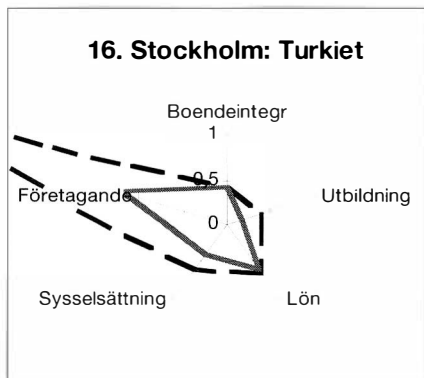 16. Stockholm: Turkiet
Boendeintegr
1
0,5
Företagande
Utbildning
0
Sysselsättning
Lön